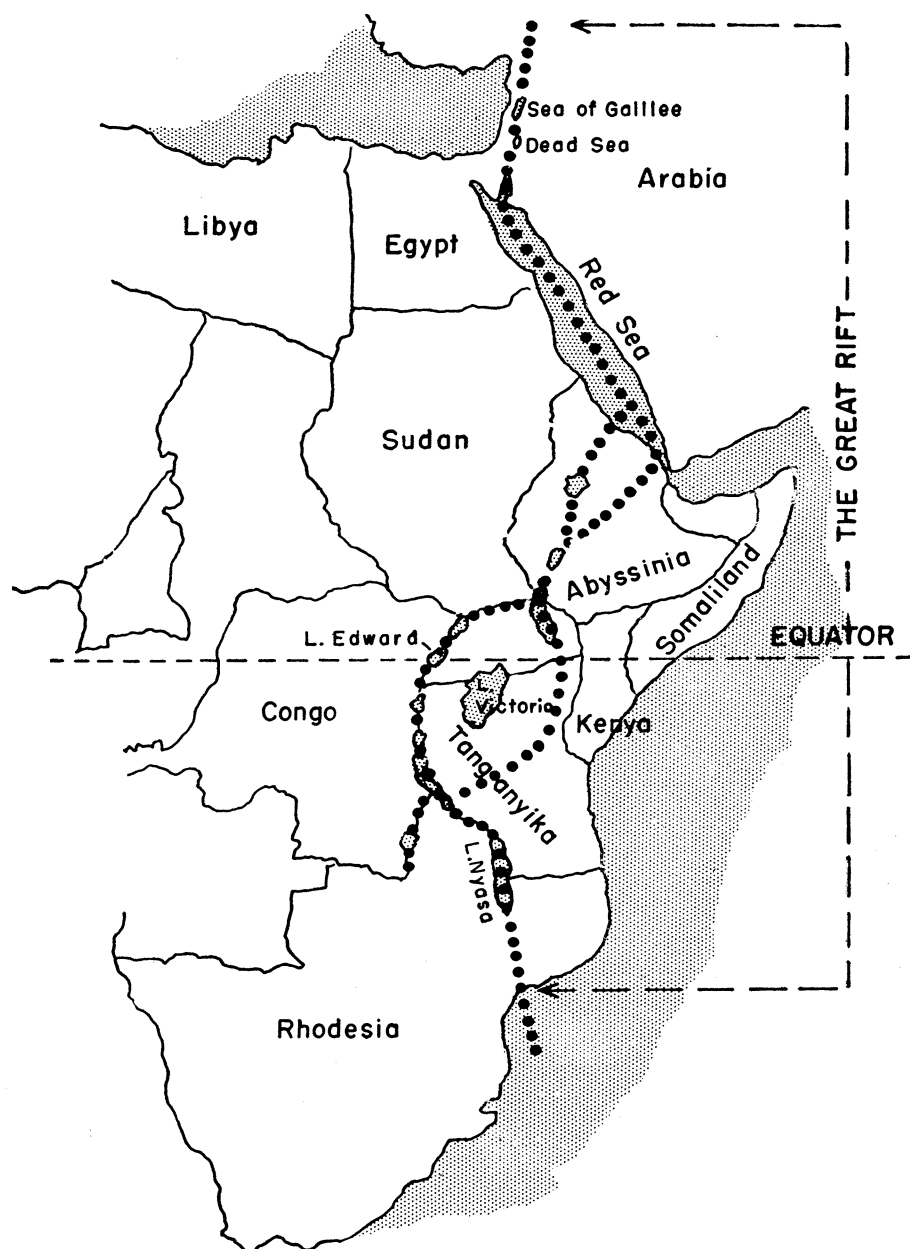 Sea of Galilee
Dead Sea
Arabia
Libya
Egypt
Red Sea
THE GREAT RIFT
Sudan
Abyssinia
Somaliland
L. Edward
EQUATOR
L.
Victoria
Congo
Kenya
Tanganyika
L. Nyasa
Rhodesia